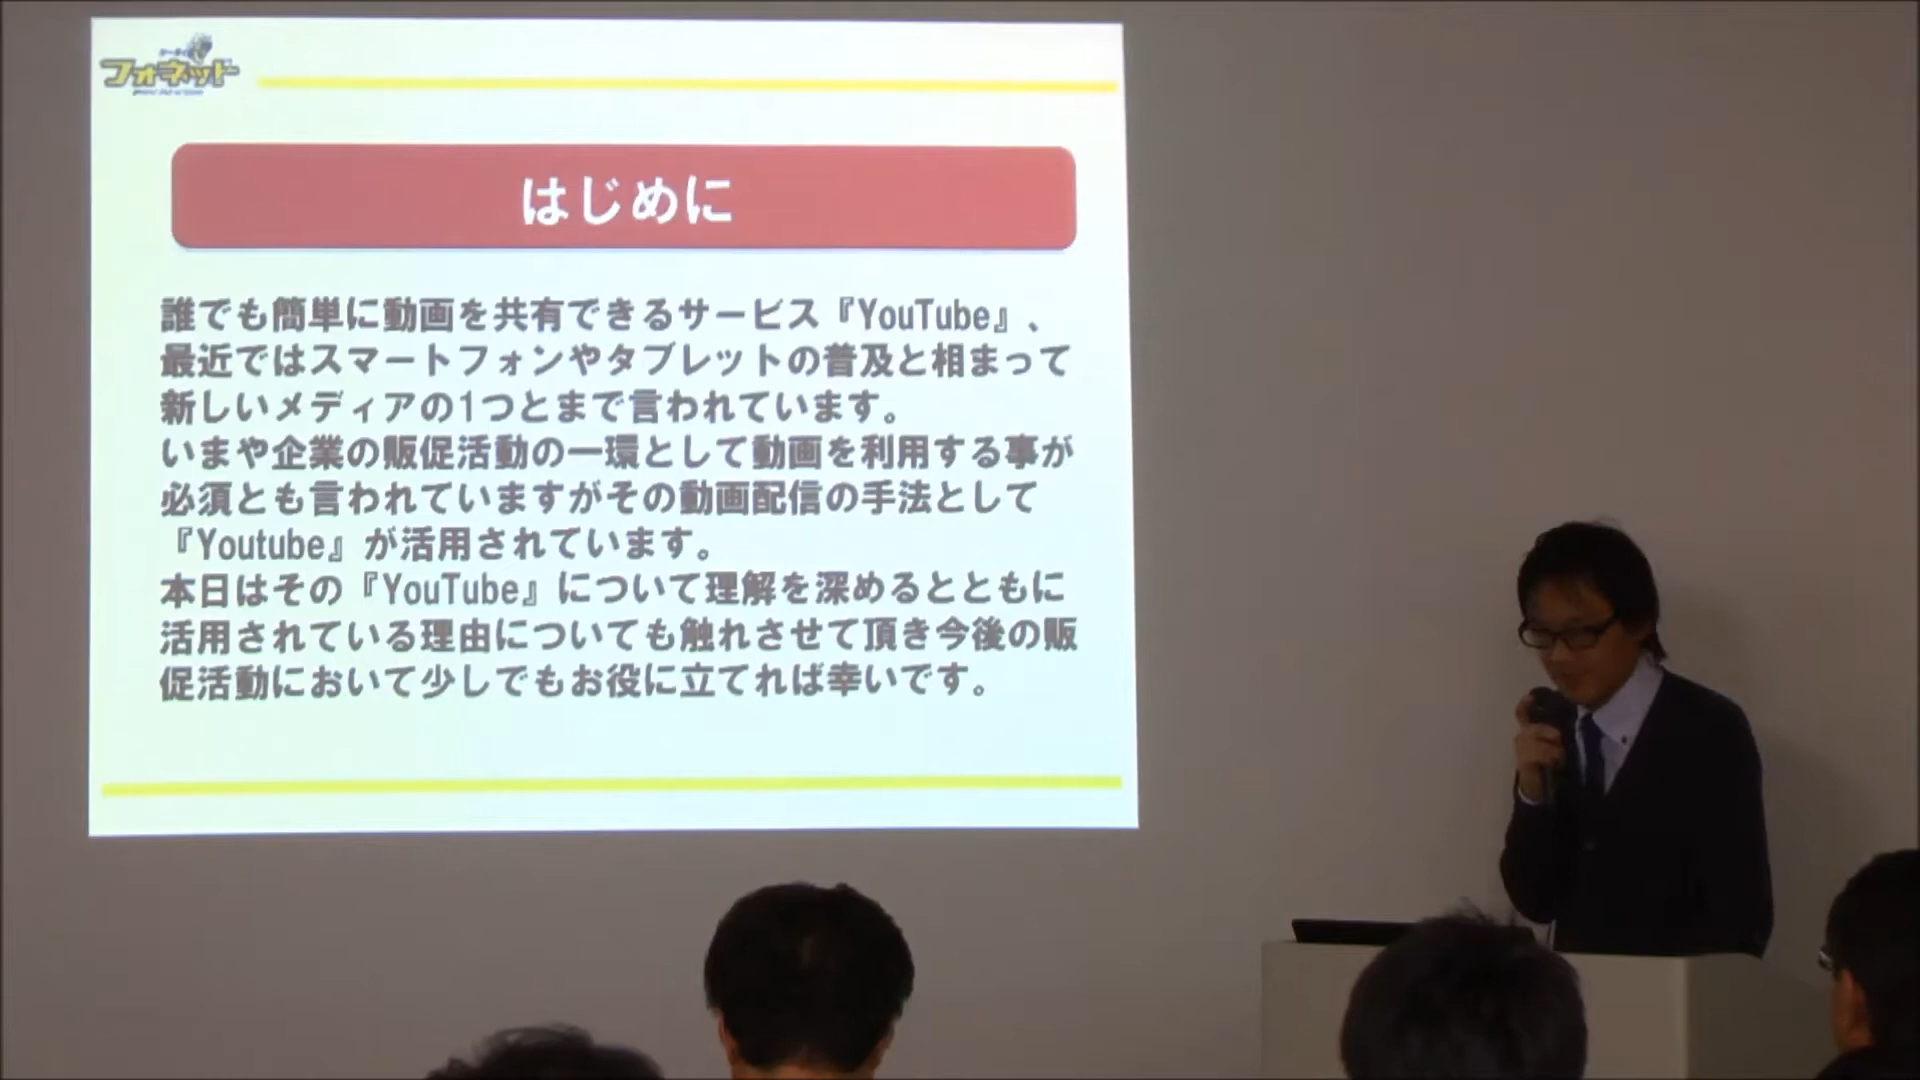 フォネット
はじめに
誰でも簡単に動画を共有できるサービス『YouTube』、
最近ではスマートフォンやタブレットの普及と相まって
新しいメディアの1つとまで言われています。
いまや企業の販促活動の一環として動画を利用する事が
必須とも言われていますがその動画配信の手法として
『Youtube』が活用されています。
本日はその『YouTube』について理解を深めるとともに
活用されている理由についても触れさせて頂き今後の販
促活動において少しでもお役に立てれば幸いです。